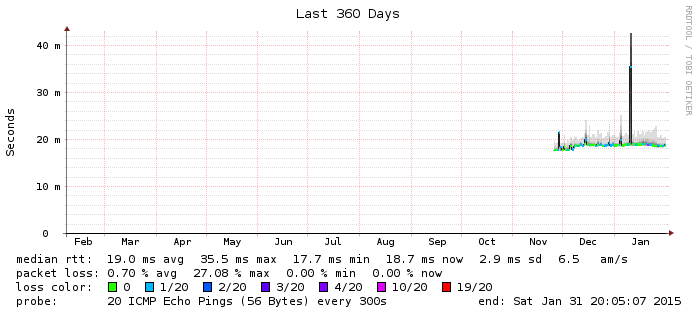 Last 360 Days
RRDTOOL / TOBI OETIKER
Seconds
40 m
30 m
20 m
10 m
0
Feb Mar Apr May Jun Jul Aug Sep Oct Nov Dec Jan
median rtt: 19.0 ms avg 35.5 ms max 17.7 ms min 18.7 ms now 2.9 ms sd 6.5 am/s
packet loss: 0.70 % avg 27.08 % max 0.00 % min 0.00 % now
loss color: 0 1/20 2/20 3/20 4/20 10/20 19/20
probe: 20 ICMP Echo Pings (56 Bytes) every 300s end: Sat Jan 31 20:05:07 2015